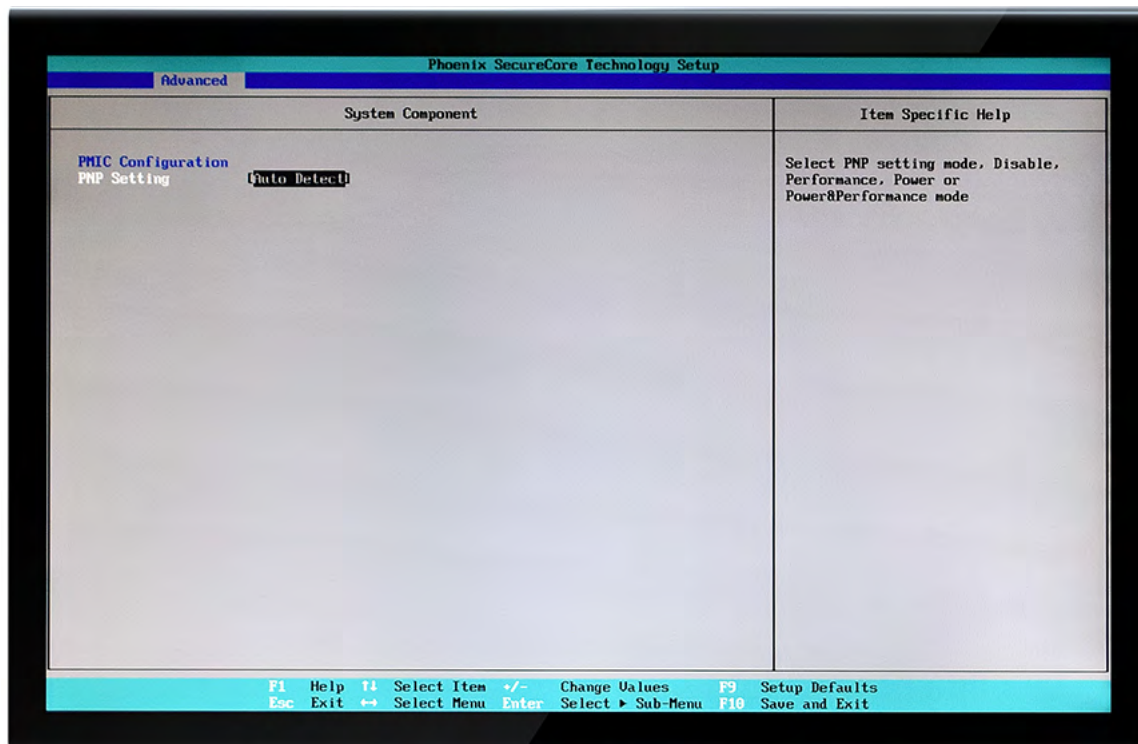 Phoenix SecureCore Technology Setup
Advanced
System Component
Item Specific Help
PMIC Configuration
PNP Setting [Auto Detect]
Select PNP setting mode, Disable,
Performance, Power or
Power&Performance mode
F1 Help ↑↓ Select Item +/- Change Values F9 Setup Defaults
Esc Exit ↔ Select Menu Enter Select ▶ Sub-Menu F10 Save and Exit